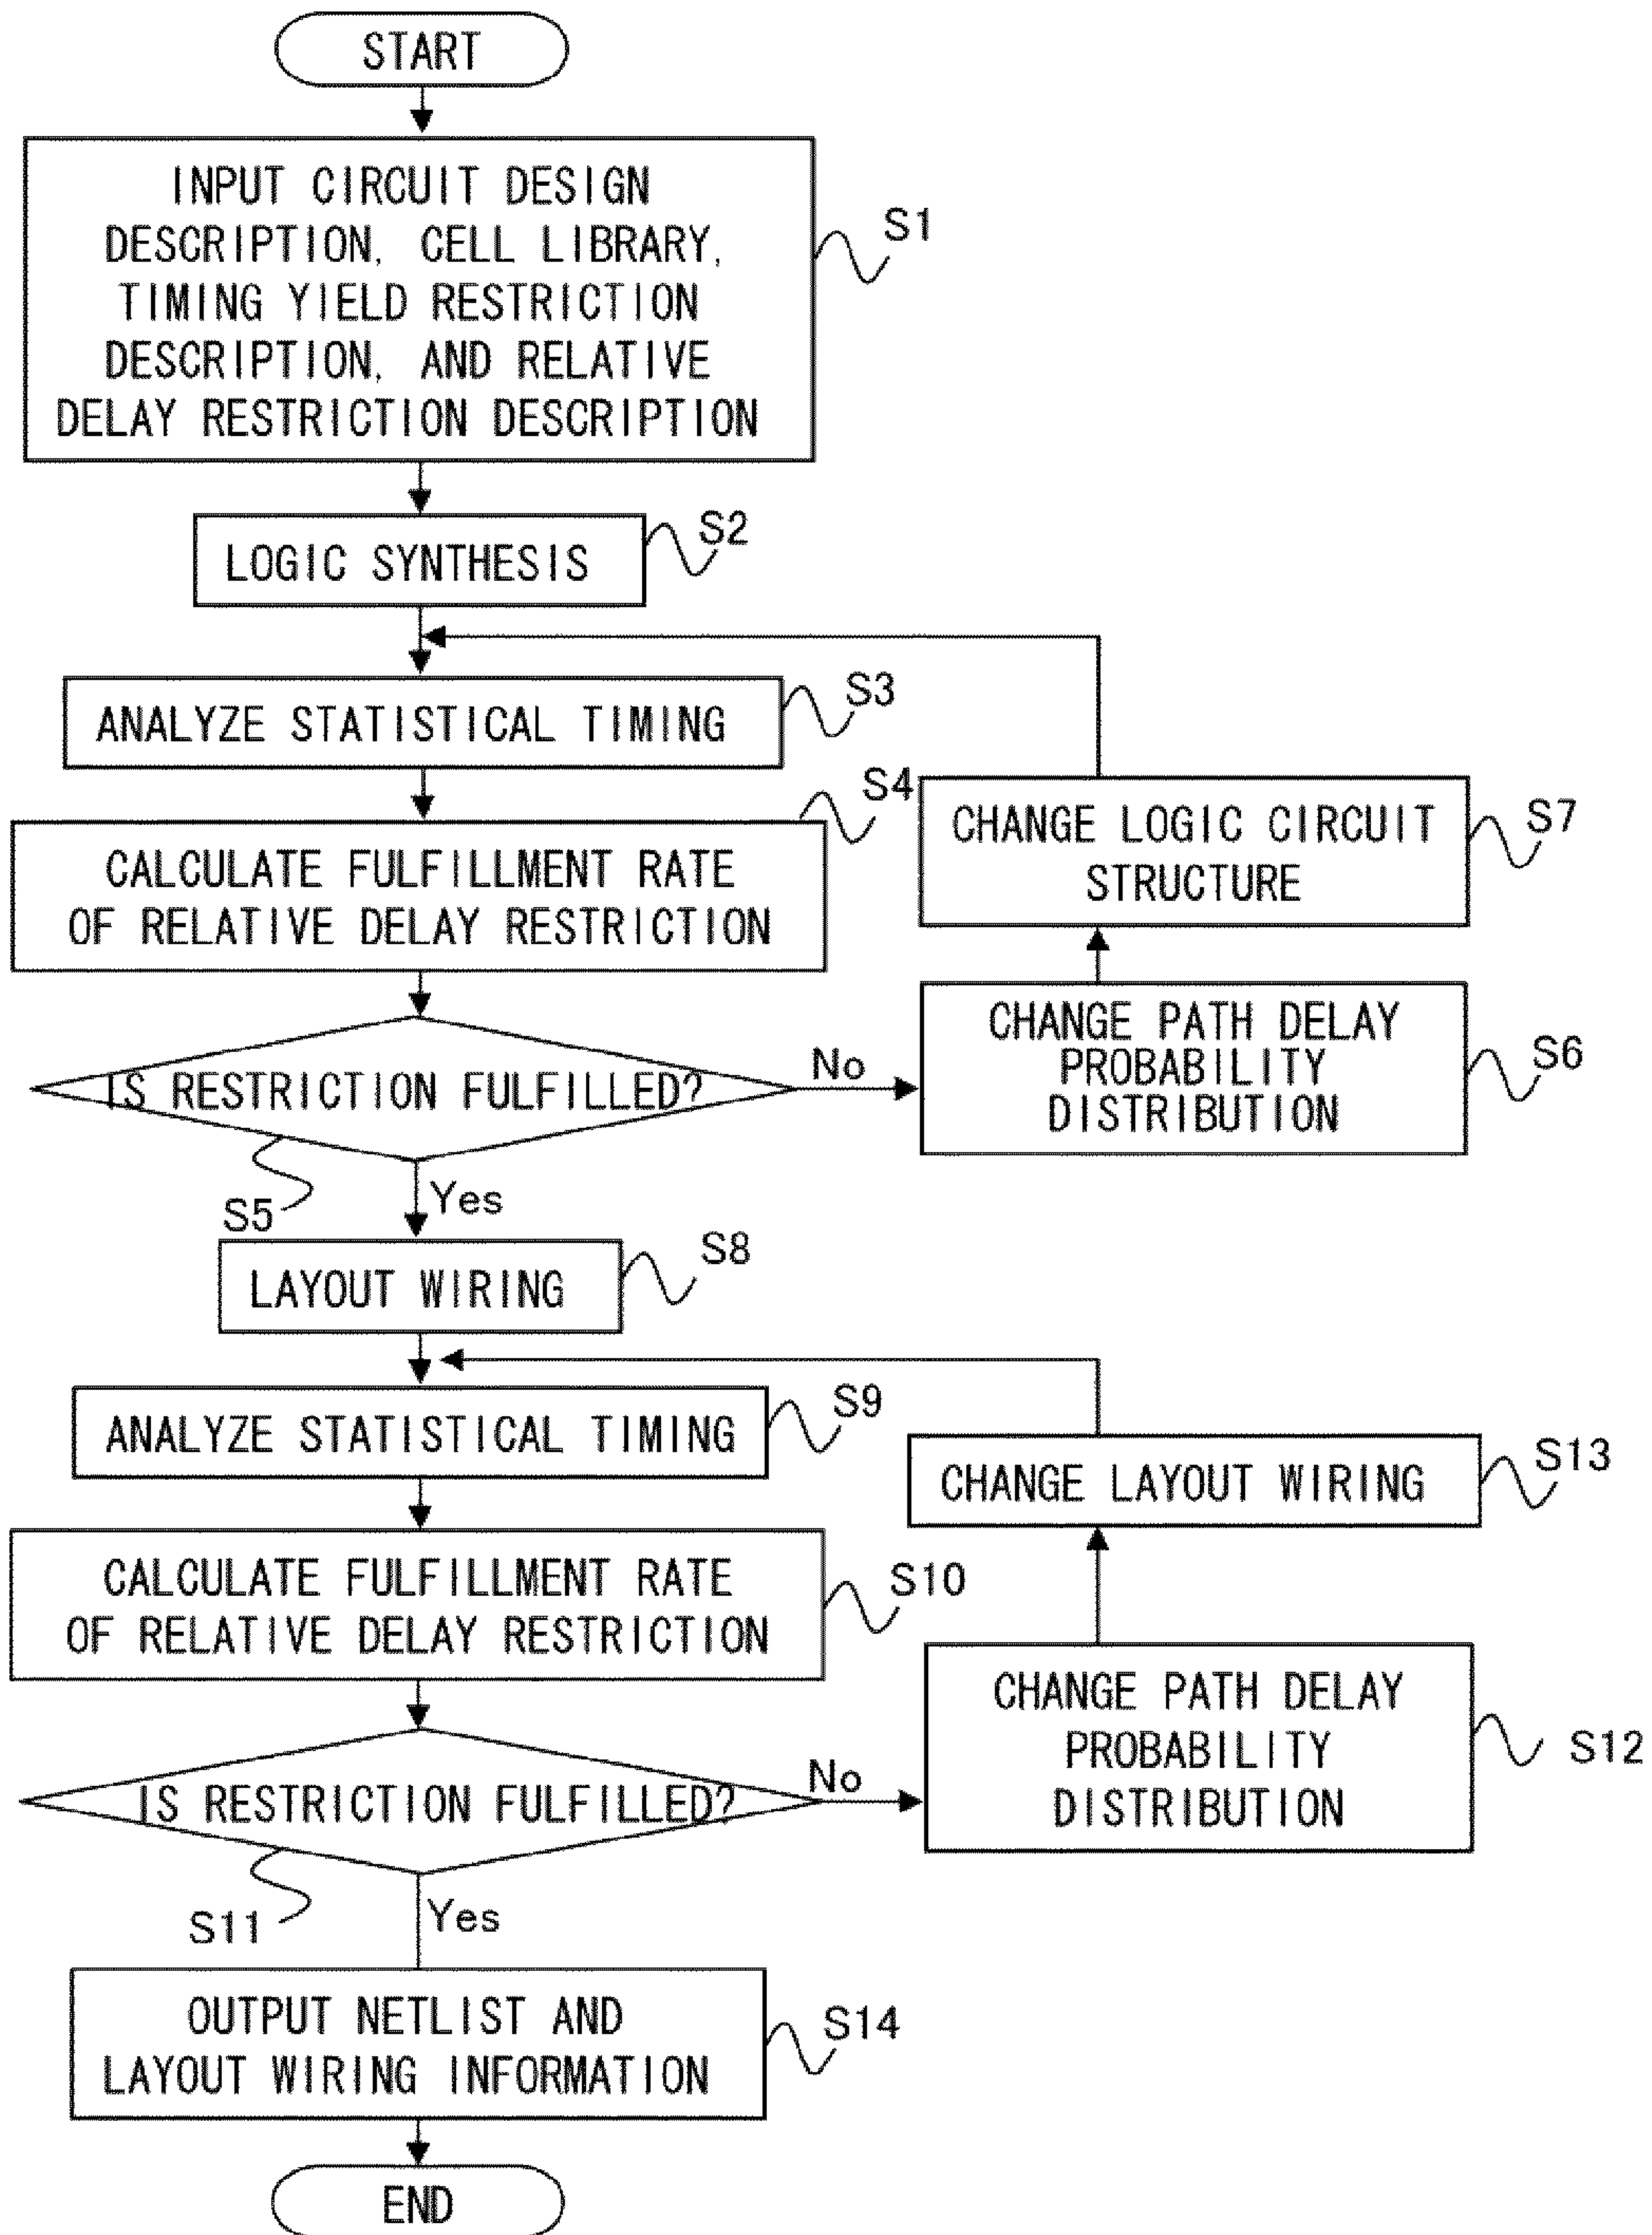 START
INPUT CIRCUIT DESIGN
DESCRIPTION, CELL LIBRARY,
TIMING YIELD RESTRICTION
DESCRIPTION, AND RELATIVE
DELAY RESTRICTION DESCRIPTION
S1
LOGIC SYNTHESIS
S2
ANALYZE STATISTICAL TIMING
S3
CALCULATE FULFILLMENT RATE
OF RELATIVE DELAY RESTRICTION
S4
IS RESTRICTION FULFILLED?
S5
No
CHANGE PATH DELAY
PROBABILITY
DISTRIBUTION
S6
CHANGE LOGIC CIRCUIT
STRUCTURE
S7
Yes
LAYOUT WIRING
S8
ANALYZE STATISTICAL TIMING
S9
CALCULATE FULFILLMENT RATE
OF RELATIVE DELAY RESTRICTION
S10
IS RESTRICTION FULFILLED?
S11
No
CHANGE PATH DELAY
PROBABILITY
DISTRIBUTION
S12
CHANGE LAYOUT WIRING
S13
Yes
OUTPUT NETLIST AND
LAYOUT WIRING INFORMATION
S14
END